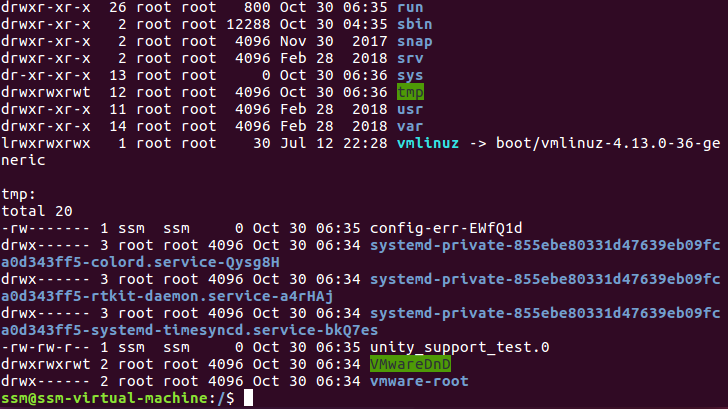 drwxr-xr-x  26 root root   800 Oct 30 06:35 run
drwxr-xr-x   2 root root 12288 Oct 30 04:35 sbin
drwxr-xr-x   2 root root  4096 Nov 30  2017 snap
drwxr-xr-x   2 root root  4096 Feb 28  2018 srv
dr-xr-xr-x  13 root root     0 Oct 30 06:36 sys
drwxrwxrwt  12 root root  4096 Oct 30 06:36 tmp
drwxr-xr-x  11 root root  4096 Feb 28  2018 usr
drwxr-xr-x  14 root root  4096 Feb 28  2018 var
lrwxrwxrwx   1 root root    30 Jul 12 22:28 vmlinuz -> boot/vmlinuz-4.13.0-36-ge
neric
tmp:
total 20
-rw------- 1 ssm  ssm     0 Oct 30 06:35 config-err-EWfQ1d
drwx------ 3 root root 4096 Oct 30 06:34 systemd-private-855ebe80331d47639eb09fc
a0d343ff5-colord.service-Qysg8H
drwx------ 3 root root 4096 Oct 30 06:34 systemd-private-855ebe80331d47639eb09fc
a0d343ff5-rtkit-daemon.service-a4rHAj
drwx------ 3 root root 4096 Oct 30 06:34 systemd-private-855ebe80331d47639eb09fc
a0d343ff5-systemd-timesyncd.service-bkQ7es
-rw-rw-r-- 1 ssm  ssm     0 Oct 30 06:35 unity_support_test.0
drwxrwxrwt 2 root root 4096 Oct 30 06:34 VMwareDnD
drwx------ 2 root root 4096 Oct 30 06:34 vmware-root
ssm@ssm-virtual-machine:/$